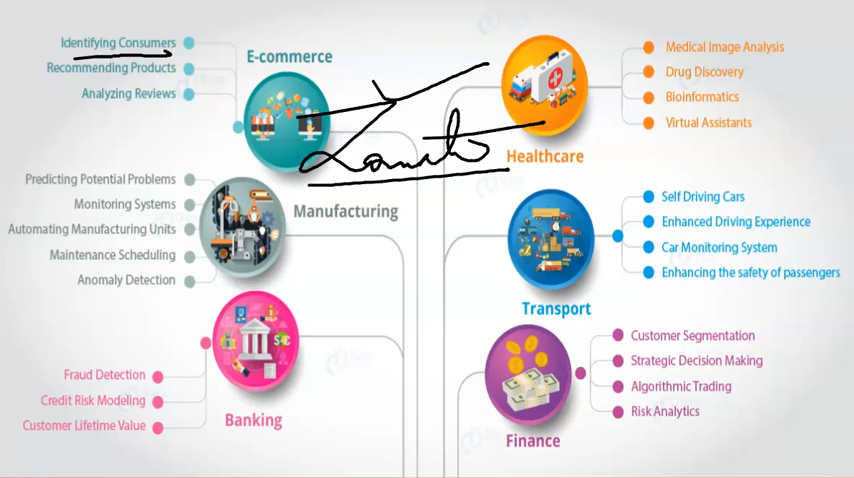 E-commerce
Identifying Consumers
Recommending Products
Analyzing Reviews
Healthcare
Medical Image Analysis
Drug Discovery
Bioinformatics
Virtual Assistants
Manufacturing
Predicting Potential Problems
Monitoring Systems
Automating Manufacturing Units
Maintenance Scheduling
Anomaly Detection
Transport
Self Driving Cars
Enhanced Driving Experience
Car Monitoring System
Enhancing the safety of passengers
Banking
Fraud Detection
Credit Risk Modeling
Customer Lifetime Value
Finance
Customer Segmentation
Strategic Decision Making
Algorithmic Trading
Risk Analytics